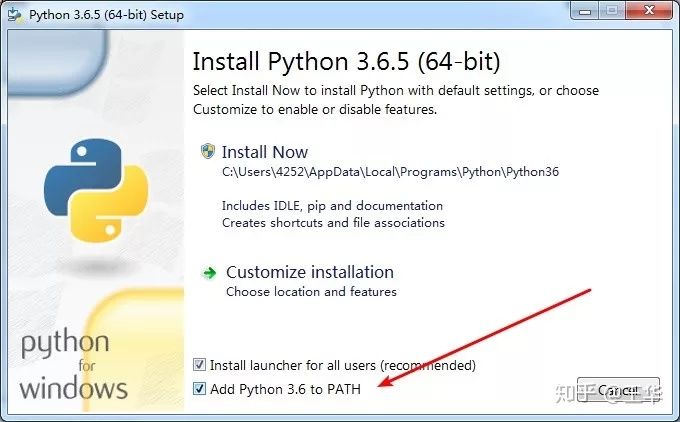 Python 3.6.5 (64-bit) Setup
Install Python 3.6.5 (64-bit)
Select Install Now to install Python with default settings, or choose
Customize to enable or disable features.
Install Now
C:\Users\4252\AppData\Local\Programs\Python\Python36
Includes IDLE, pip and documentation
Creates shortcuts and file associations
Customize installation
Choose location and features
python
for
windows
Install launcher for all users (recommended)
Add Python 3.6 to PATH
Cancel
知乎 @王华